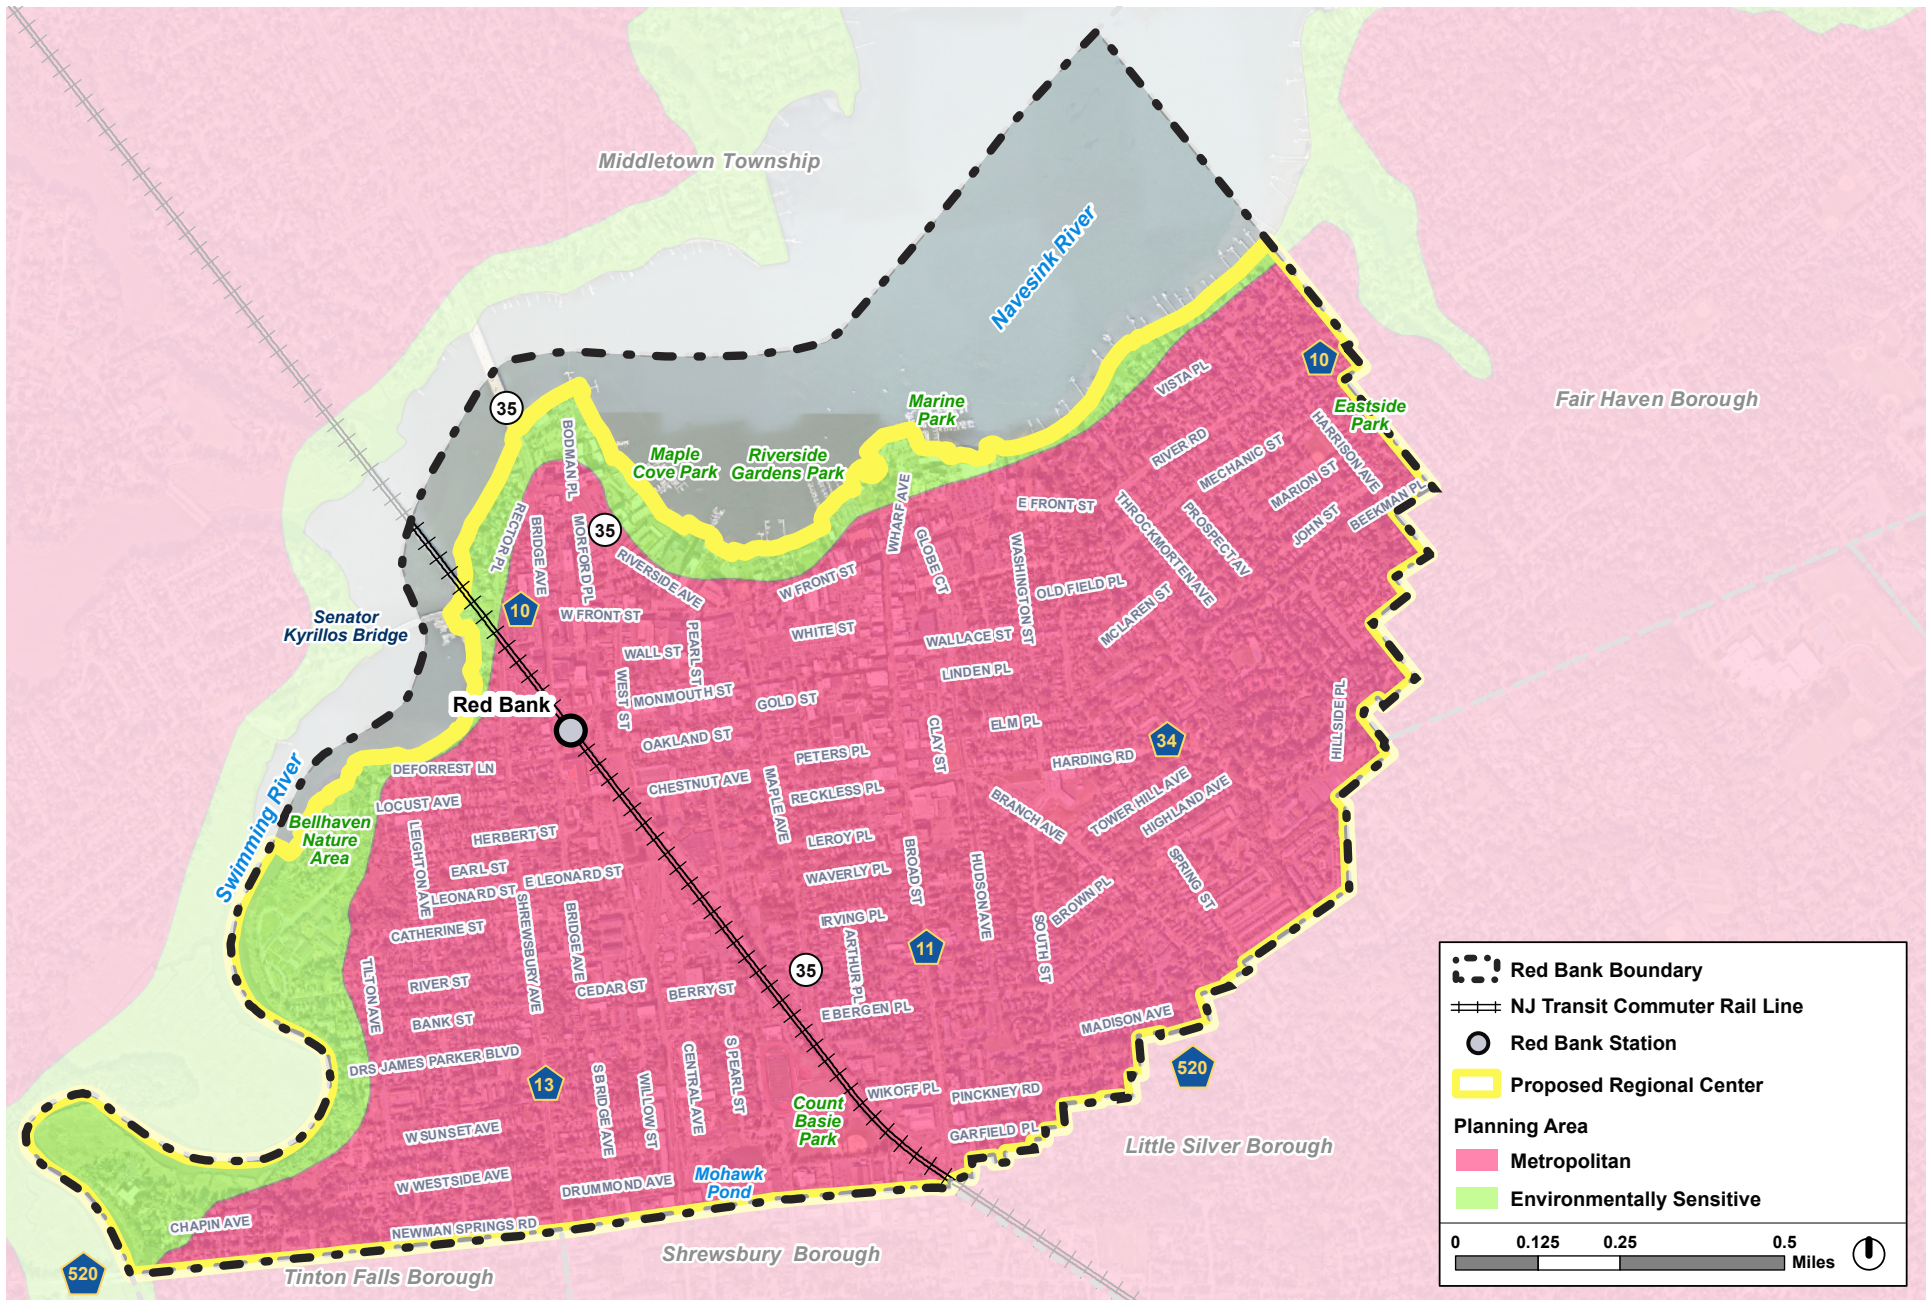 Middletown Township
Navesink River
35
10
Fair Haven Borough
Marine
Park
Eastside
Park
VISTA PL
BODMAN PL
Maple
Cove Park
Riverside
Gardens Park
RIVER RD
MECHANIC ST
HARRISON AVE
MARION ST
BEEKMAN PL
JOHN ST
E FRONT ST
THROCKMORTEN AVE
PROSPECT AV
WHARF AVE
GLOBE CT
WASHINGTON ST
OLD FIELD PL
MCLAREN ST
RECTOR PL
BRIDGE AVE
MORFORD PL
35
RIVERSIDE AVE
W FRONT ST
10
W FRONT ST
Senator
Kyrillos Bridge
WHITE ST
WALLACE ST
LINDEN PL
WALL ST
PEARL ST
WEST ST
MONMOUTH ST
GOLD ST
Red Bank
OAKLAND ST
ELM PL
CLAY ST
HILLSIDE PL
34
HARDING RD
PETERS PL
CHESTNUT AVE
MAPLE AVE
RECKLESS PL
BRANCH AVE
TOWER HILL AVE
HIGHLAND AVE
DEFORREST LN
LOCUST AVE
Swimming River
Bellhaven
Nature
Area
LEIGHTON AVE
HERBERT ST
LEROY PL
BROAD ST
HUDSON AVE
SPRING ST
EARL ST
E LEONARD ST
LEONARD ST
WAVERLY PL
BROWN PL
SHREWSBURY AVE
BRIDGE AVE
CATHERINE ST
IRVING PL
ARTHUR PL
11
SOUTH ST
TILTON AVE
RIVER ST
CEDAR ST
BERRY ST
35
E BERGEN PL
BANK ST
MADISON AVE
DRS JAMES PARKER BLVD
13
S BRIDGE AVE
WILLOW ST
CENTRAL AVE
S PEARL ST
520
WIKOFF PL
PINCKNEY RD
Count
Basie
Park
GARFIELD PL
W SUNSET AVE
Little Silver Borough
W WESTSIDE AVE
DRUMMOND AVE
Mohawk
Pond
CHAPIN AVE
NEWMAN SPRINGS RD
Shrewsbury Borough
520
Tinton Falls Borough
Red Bank Boundary
NJ Transit Commuter Rail Line
Red Bank Station
Proposed Regional Center
Planning Area
Metropolitan
Environmentally Sensitive
0 0.125 0.25 0.5
Miles